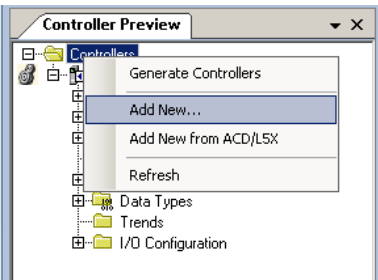 Controller Preview
Controllers
Generate Controllers
Add New...
Add New from ACD/L5X
Refresh
Data Types
Trends
I/O Configuration